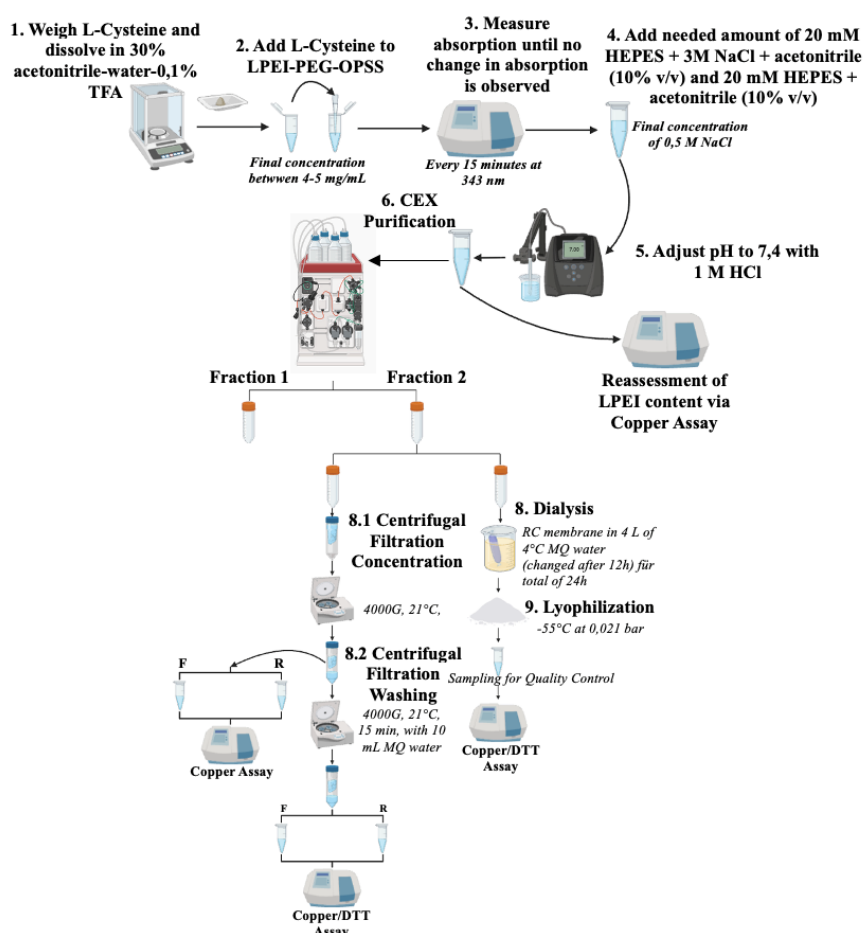 1. Weigh L-Cysteine and
dissolve in 30%
acetonitrile-water-0,1%
TFA
2. Add L-Cysteine to
LPEI-PEG-OPSS
Final concentration
betwwen 4-5 mg/mL
3. Measure
absorption until no
change in absorption
is observed
Every 15 minutes at
343 nm
4. Add needed amount of 20 mM
HEPES + 3M NaCl + acetonitrile
(10% v/v) and 20 mM HEPES +
acetonitrile (10% v/v)
Final concentration
of 0,5 M NaCl
5. Adjust pH to 7,4 with
1 M HCl
6. CEX
Purification
Reassessment of
LPEI content via
Copper Assay
Fraction 1
Fraction 2
8.1 Centrifugal
Filtration
Concentration
4000G, 21°C,
8.2 Centrifugal
Filtration
Washing
4000G, 21°C,
15 min, with 10
mL MQ water
F
R
Copper Assay
F
R
Copper/DTT
Assay
8. Dialysis
RC membrane in 4 L of
4°C MQ water
(changed after 12h) für
total of 24h
9. Lyophilization
-55°C at 0,021 bar
Sampling for Quality Control
Copper/DTT
Assay